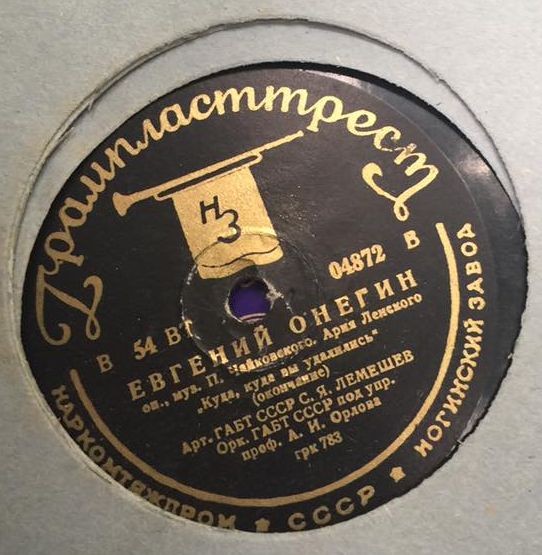 Грампласттрест
НЗ
В 54 ВТ 04872 В
ЕВГЕНИЙ ОНЕГИН
оп., муз. П. Чайковского. Ария Ленского
„Куда, куда вы удалились“
(окончание)
Арт. ГАБТ СССР С. Я. ЛЕМЕШЕВ
Орк. ГАБТ СССР под упр.
проф. А. И. Орлова
грк 783
НАРКОМТЯЖПРОМ ★ СССР ★ НОГИНСКИЙ ЗАВОД